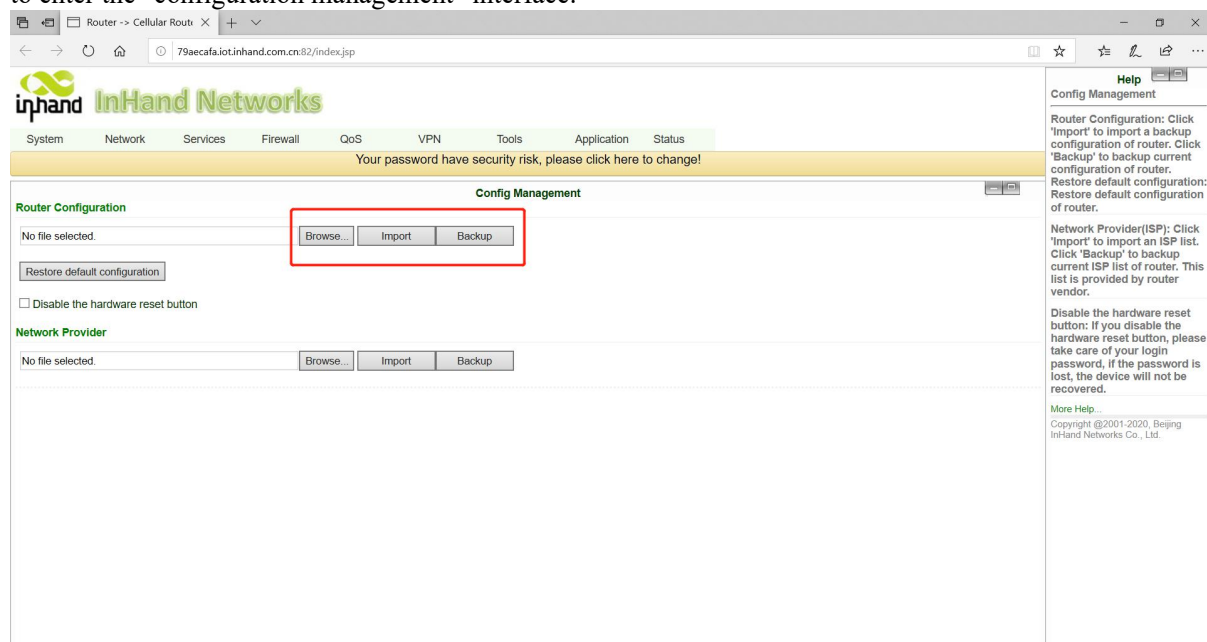 to enter the "configuration management" interface.
Router -> Cellular Route
79aecafa.iot.inhand.com.cn:82/index.jsp
inhand InHand Networks
System Network Services Firewall QoS VPN Tools Application Status
Your password have security risk, please click here to change!
Config Management
Router Configuration
No file selected. Browse... Import Backup
Restore default configuration
Disable the hardware reset button
Network Provider
No file selected. Browse... Import Backup
Help
Config Management
Router Configuration: Click
'Import' to import a backup
configuration of router. Click
'Backup' to backup current
configuration of router.
Restore default configuration:
Restore default configuration
of router.
Network Provider(ISP): Click
'Import' to import an ISP list.
Click 'Backup' to backup
current ISP list of router. This
list is provided by router
vendor.
Disable the hardware reset
button: If you disable the
hardware reset button, please
take care of your login
password, if the password is
lost, the device will not be
recovered.
More Help...
Copyright @2001-2020, Beijing
InHand Networks Co., Ltd.